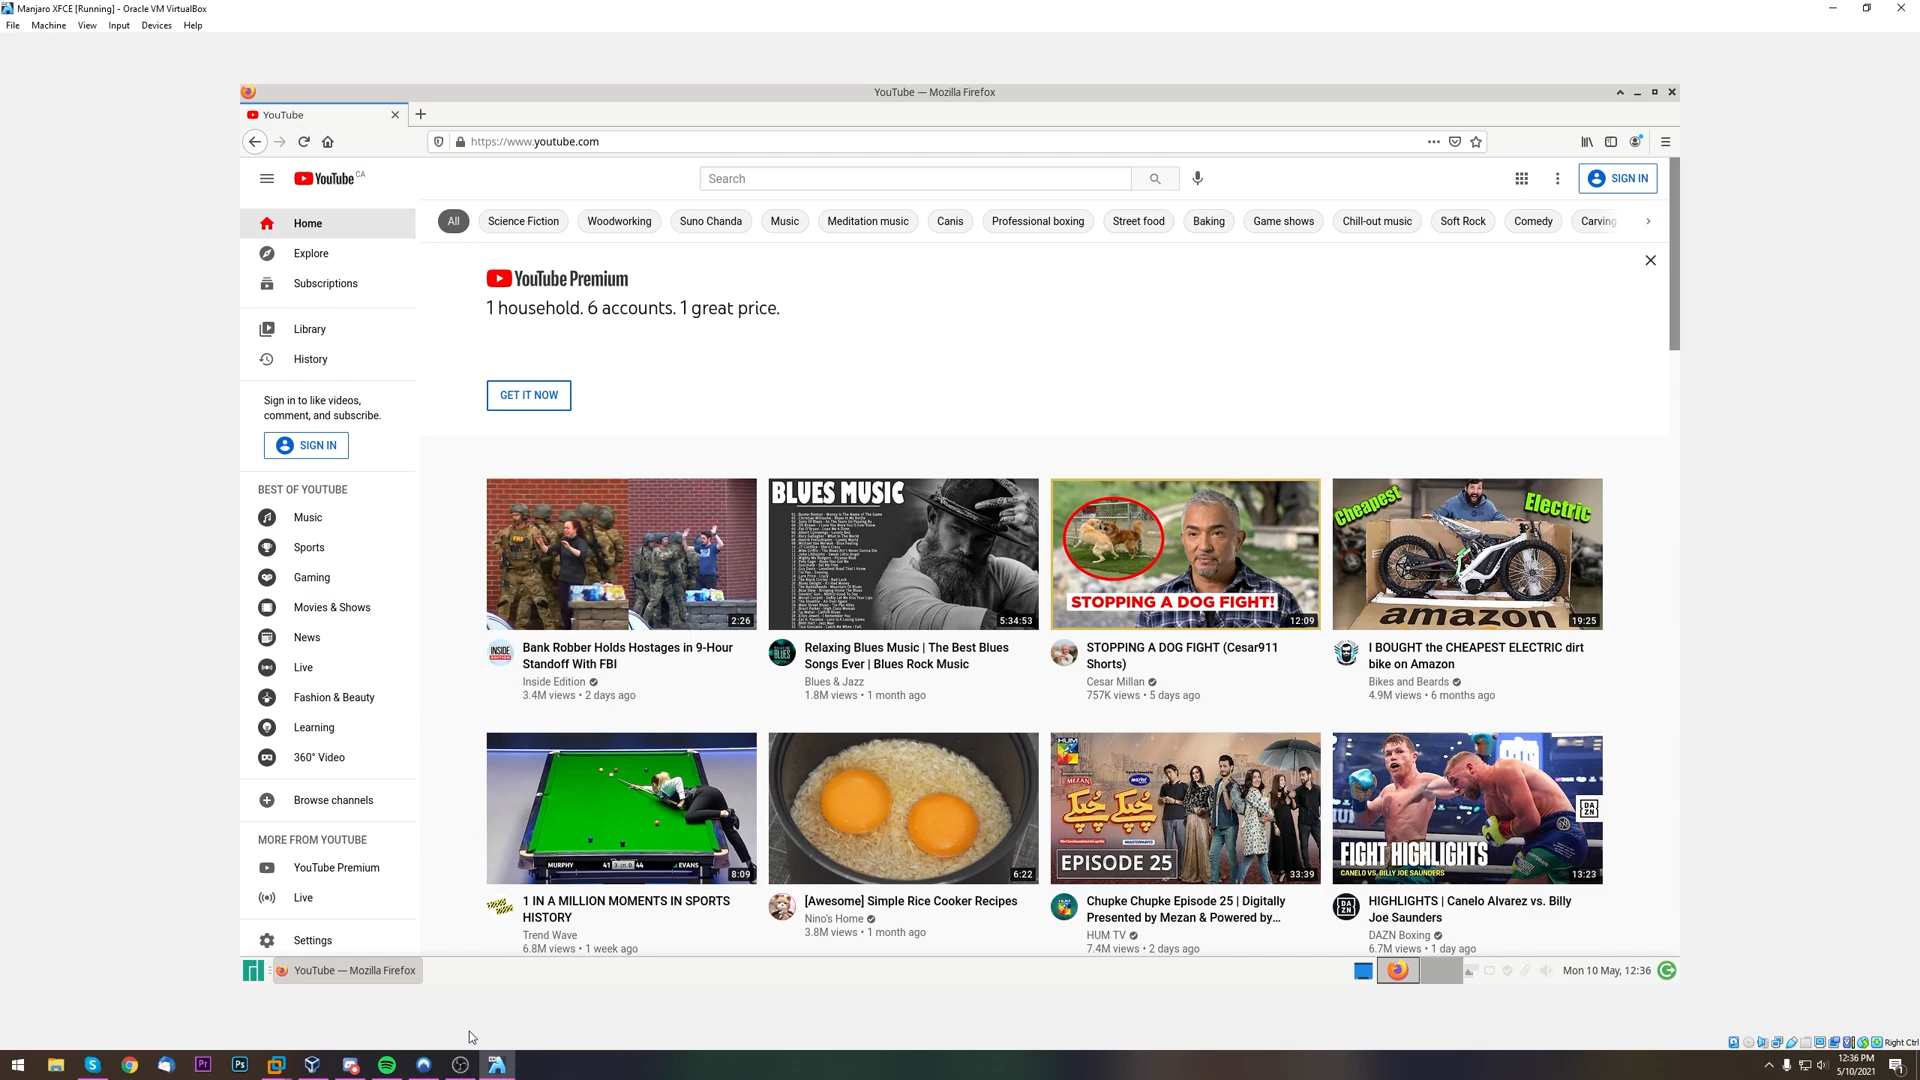 Manjaro XFCE [Running] - Oracle VM VirtualBox
File Machine View Input Devices Help
YouTube — Mozilla Firefox
YouTube
https://www.youtube.com
YouTube CA
Search
SIGN IN
All Science Fiction Woodworking Suno Chanda Music Meditation music Canis Professional boxing Street food Baking Game shows Chill-out music Soft Rock Comedy Carving
Home
Explore
Subscriptions
Library
History
Sign in to like videos,
comment, and subscribe.
SIGN IN
BEST OF YOUTUBE
Music
Sports
Gaming
Movies & Shows
News
Live
Fashion & Beauty
Learning
360° Video
Browse channels
MORE FROM YOUTUBE
YouTube Premium
Live
Settings
YouTube Premium
1 household. 6 accounts. 1 great price.
GET IT NOW
2:26
INSIDE EDITION
Bank Robber Holds Hostages in 9-Hour
Standoff With FBI
Inside Edition
3.4M views • 2 days ago
BLUES MUSIC
5:34:53
Relaxing Blues Music | The Best Blues
Songs Ever | Blues Rock Music
Blues & Jazz
1.8M views • 1 month ago
STOPPING A DOG FIGHT!
12:09
STOPPING A DOG FIGHT (Cesar911
Shorts)
Cesar Millan
757K views • 5 days ago
Cheapest Electric
amazon
19:25
I BOUGHT the CHEAPEST ELECTRIC dirt
bike on Amazon
Bikes and Beards
4.9M views • 6 months ago
MURPHY 41 44 EVANS
8:09
1 IN A MILLION MOMENTS IN SPORTS
HISTORY
Trend Wave
6.8M views • 1 week ago
6:22
[Awesome] Simple Rice Cooker Recipes
Nino's Home
3.8M views • 1 month ago
HUM
MEZAN Master
چپکے چپکے
EPISODE 25
33:39
Chupke Chupke Episode 25 | Digitally
Presented by Mezan & Powered by...
HUM TV
7.4M views • 2 days ago
DAZN
FIGHT HIGHLIGHTS
CANELO VS. BILLY JOE SAUNDERS
13:23
HIGHLIGHTS | Canelo Alvarez vs. Billy
Joe Saunders
DAZN Boxing
6.7M views • 1 day ago
YouTube — Mozilla Firefox
Mon 10 May, 12:36
Right Ctrl
Pr Ps
12:36 PM
5/10/2021